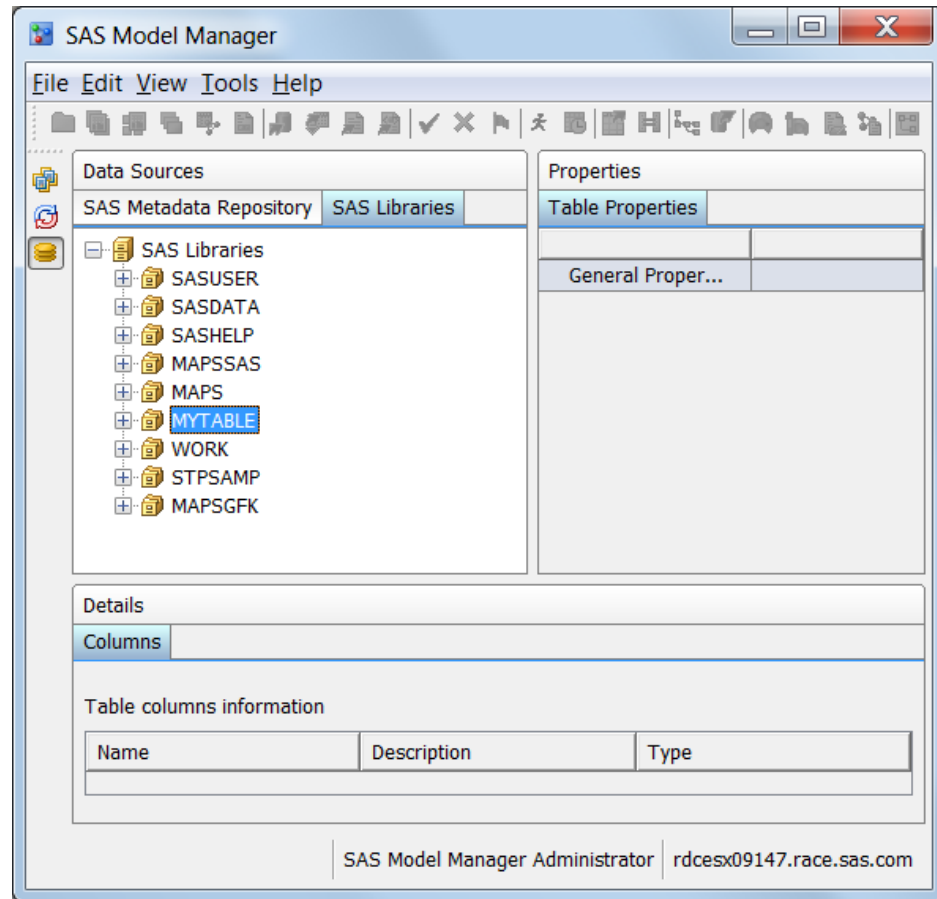 SAS Model Manager
File Edit View Tools Help
Data Sources
SAS Metadata Repository SAS Libraries
SAS Libraries
SASUSER
SASDATA
SASHELP
MAPSSAS
MAPS
MYTABLE
WORK
STPSAMP
MAPSGFK
Properties
Table Properties
General Proper...
Details
Columns
Table columns information
Name Description Type
SAS Model Manager Administrator rdcesx09147.race.sas.com